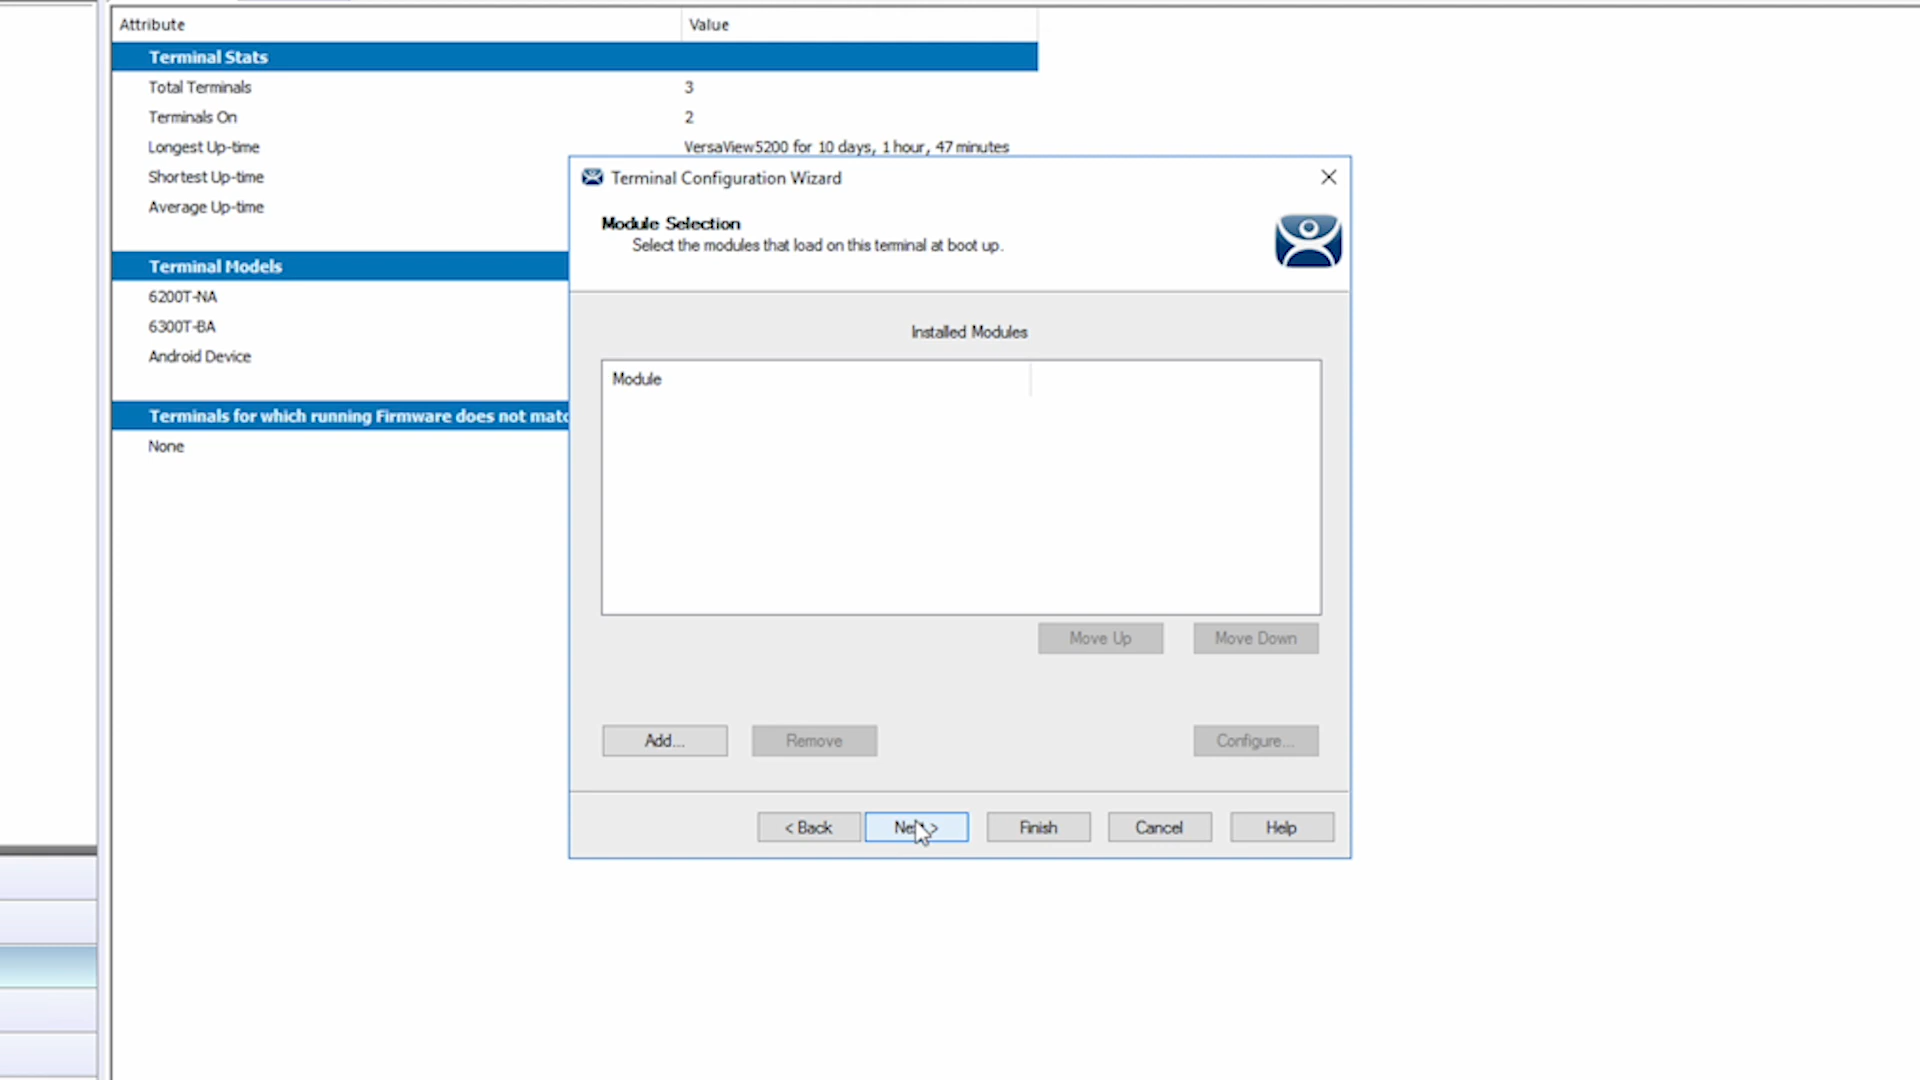 Attribute Value
Terminal Stats
Total Terminals 3
Terminals On 2
Longest Up-time VersaView5200 for 10 days, 1 hour, 47 minutes
Shortest Up-time
Average Up-time
Terminal Models
6200T-NA
6300T-BA
Android Device
Terminals for which running Firmware does not matc
None
Terminal Configuration Wizard
Module Selection
Select the modules that load on this terminal at boot up.
Installed Modules
Module
Move Up Move Down
Add... Remove Configure...
< Back Next > Finish Cancel Help